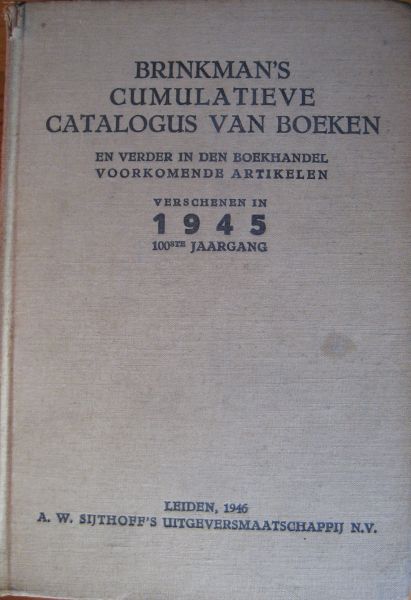 BRINKMAN'S
CUMULATIEVE
CATALOGUS VAN BOEKEN
EN VERDER IN DEN BOEKHANDEL
VOORKOMENDE ARTIKELEN
VERSCHENEN IN
1945
100STE JAARGANG
LEIDEN, 1946
A. W. SIJTHOFF'S UITGEVERSMAATSCHAPPIJ N.V.